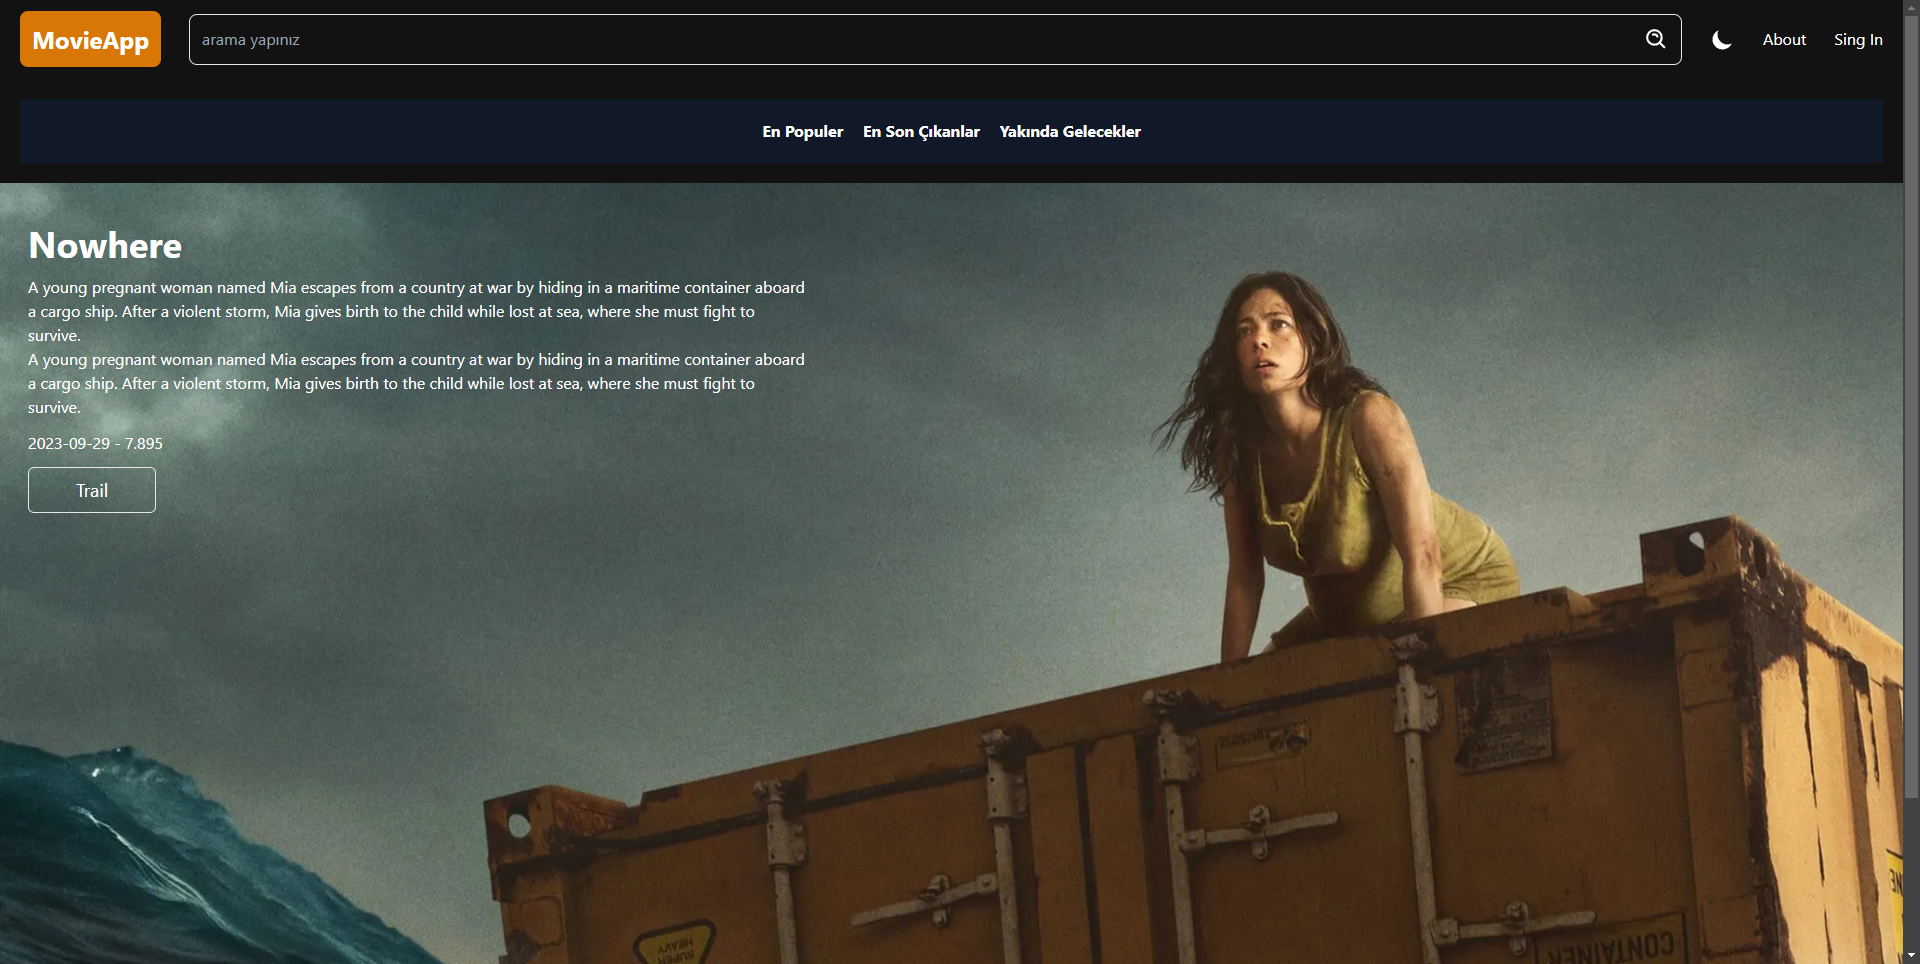 MovieApp
arama yapınız
About
Sing In
En Populer
En Son Çıkanlar
Yakında Gelecekler
Nowhere
A young pregnant woman named Mia escapes from a country at war by hiding in a maritime container aboard
a cargo ship. After a violent storm, Mia gives birth to the child while lost at sea, where she must fight to
survive.
A young pregnant woman named Mia escapes from a country at war by hiding in a maritime container aboard
a cargo ship. After a violent storm, Mia gives birth to the child while lost at sea, where she must fight to
survive.
2023-09-29 - 7.895
Trail
SUPER
HEAVY
CONTAINER